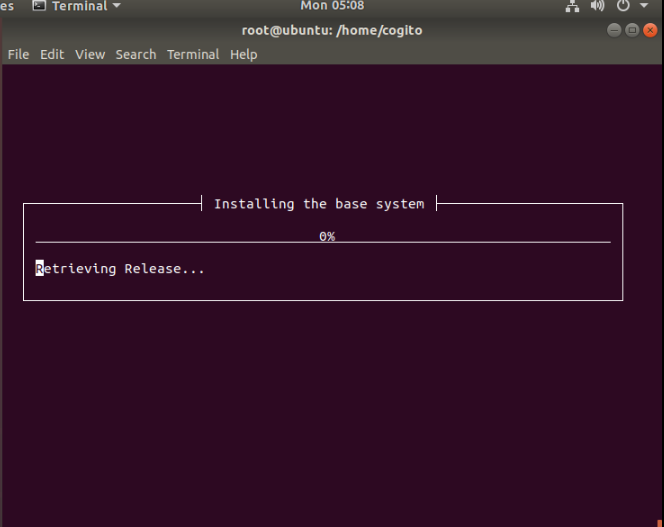 es Terminal Mon 05:08
root@ubuntu: /home/cogito
File Edit View Search Terminal Help
Installing the base system
0%
Retrieving Release...